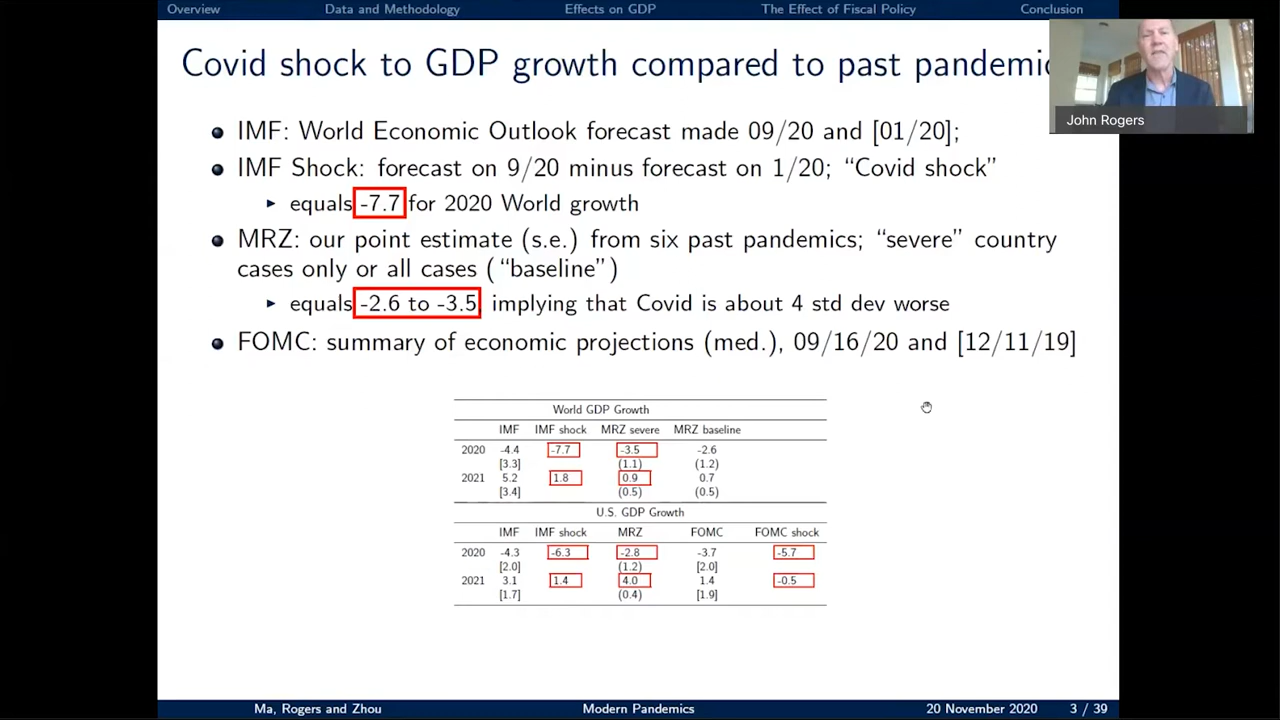 Overview Data and Methodology Effects on GDP The Effect of Fiscal Policy Conclusion
Covid shock to GDP growth compared to past pandemi
John Rogers
IMF: World Economic Outlook forecast made 09/20 and [01/20];
IMF Shock: forecast on 9/20 minus forecast on 1/20; “Covid shock”
equals -7.7 for 2020 World growth
MRZ: our point estimate (s.e.) from six past pandemics; “severe” country
cases only or all cases (“baseline”)
equals -2.6 to -3.5, implying that Covid is about 4 std dev worse
FOMC: summary of economic projections (med.), 09/16/20 and [12/11/19]
World GDP Growth
IMF IMF shock MRZ severe MRZ baseline
2020 -4.4 -7.7 -3.5 -2.6
[3.3] (1.1) (1.2)
2021 5.2 1.8 0.9 0.7
[3.4] (0.5) (0.5)
U.S. GDP Growth
IMF IMF shock MRZ FOMC FOMC shock
2020 -4.3 -6.3 -2.8 -3.7 -5.7
[2.0] (1.2) [2.0]
2021 3.1 1.4 4.0 1.4 -0.5
[1.7] (0.4) [1.9]
Ma, Rogers and Zhou Modern Pandemics 20 November 2020 3 / 39